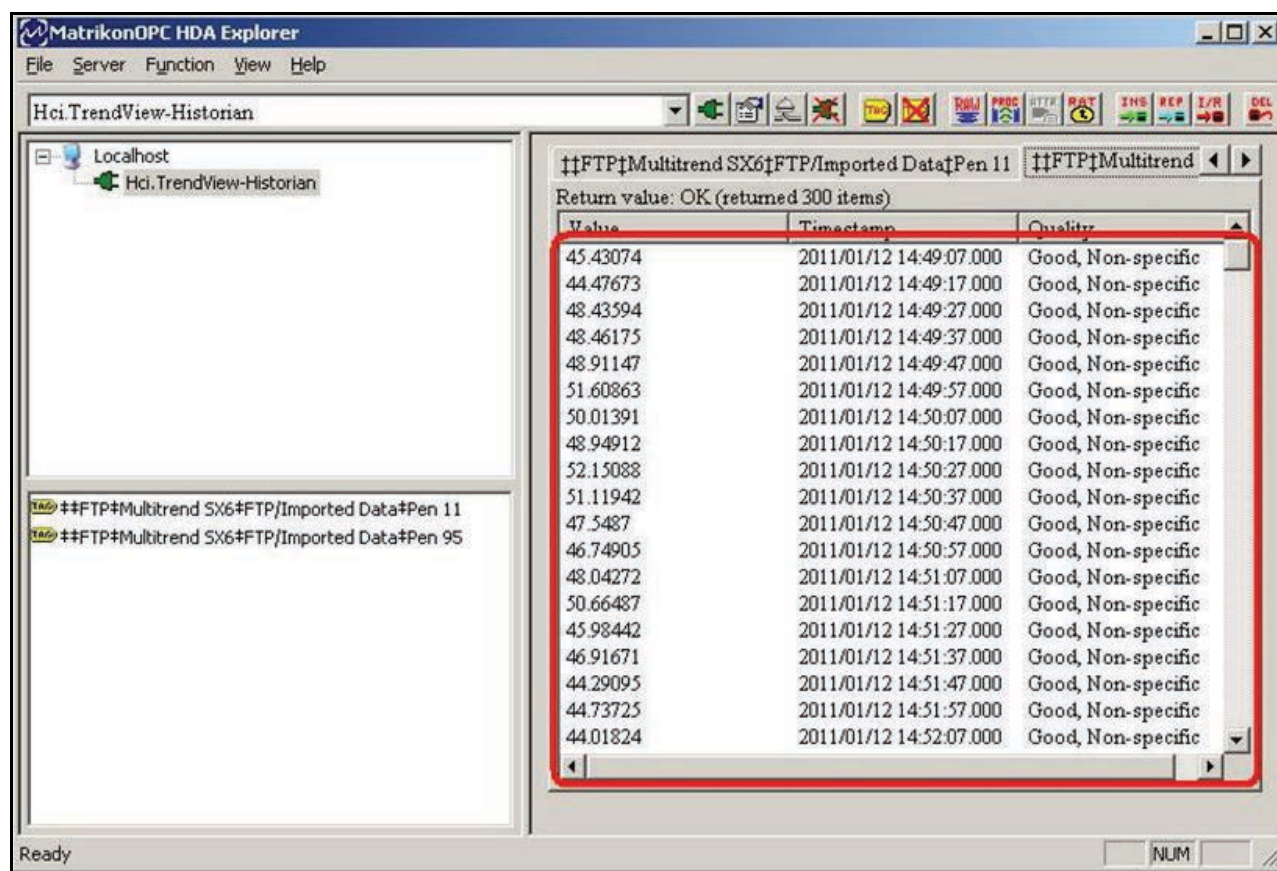 MatrikonOPC HDA Explorer
File Server Function View Help
Hci.TrendView-Historian
TAG RAW PROC ATTR RAT INS REP I/R DEL
Localhost
Hci.TrendView-Historian
‡‡FTP‡Multitrend SX6‡FTP/Imported Data‡Pen 11 ‡‡FTP‡Multitrend
Return value: OK (returned 300 items)
Value Timestamp Quality
45.43074 2011/01/12 14:49:07.000 Good, Non-specific
44.47673 2011/01/12 14:49:17.000 Good, Non-specific
48.43594 2011/01/12 14:49:27.000 Good, Non-specific
48.46175 2011/01/12 14:49:37.000 Good, Non-specific
48.91147 2011/01/12 14:49:47.000 Good, Non-specific
51.60863 2011/01/12 14:49:57.000 Good, Non-specific
50.01391 2011/01/12 14:50:07.000 Good, Non-specific
48.94912 2011/01/12 14:50:17.000 Good, Non-specific
52.15088 2011/01/12 14:50:27.000 Good, Non-specific
51.11942 2011/01/12 14:50:37.000 Good, Non-specific
47.5487 2011/01/12 14:50:47.000 Good, Non-specific
46.74905 2011/01/12 14:50:57.000 Good, Non-specific
48.04272 2011/01/12 14:51:07.000 Good, Non-specific
50.66487 2011/01/12 14:51:17.000 Good, Non-specific
45.98442 2011/01/12 14:51:27.000 Good, Non-specific
46.91671 2011/01/12 14:51:37.000 Good, Non-specific
44.29095 2011/01/12 14:51:47.000 Good, Non-specific
44.73725 2011/01/12 14:51:57.000 Good, Non-specific
44.01824 2011/01/12 14:52:07.000 Good, Non-specific
TAG ‡‡FTP‡Multitrend SX6‡FTP/Imported Data‡Pen 11
TAG ‡‡FTP‡Multitrend SX6‡FTP/Imported Data‡Pen 95
Ready NUM